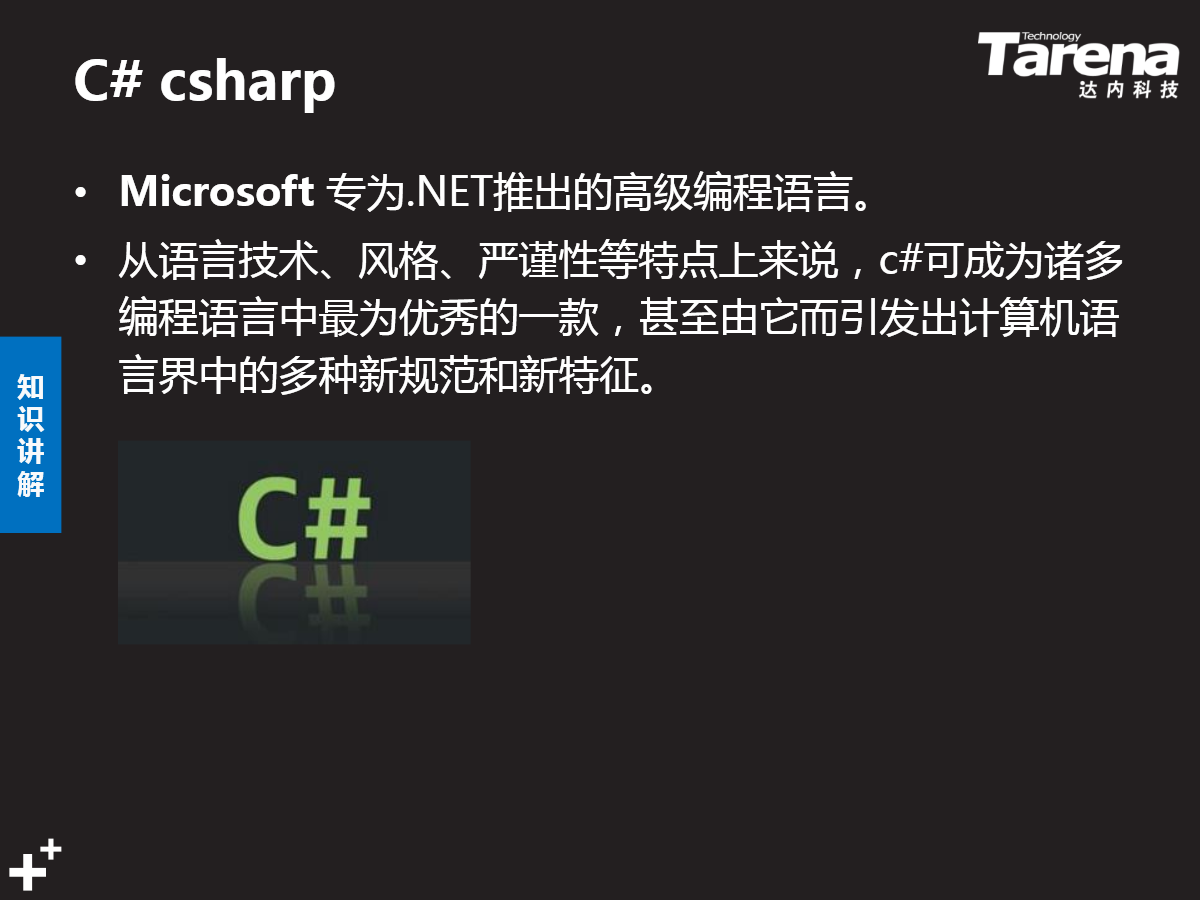 C# csharp
Technology
Tarena
达内科技
• Microsoft 专为.NET推出的高级编程语言。
• 从语言技术、风格、严谨性等特点上来说，c#可成为诸多
编程语言中最为优秀的一款，甚至由它而引发出计算机语
言界中的多种新规范和新特征。
知识讲解
C#